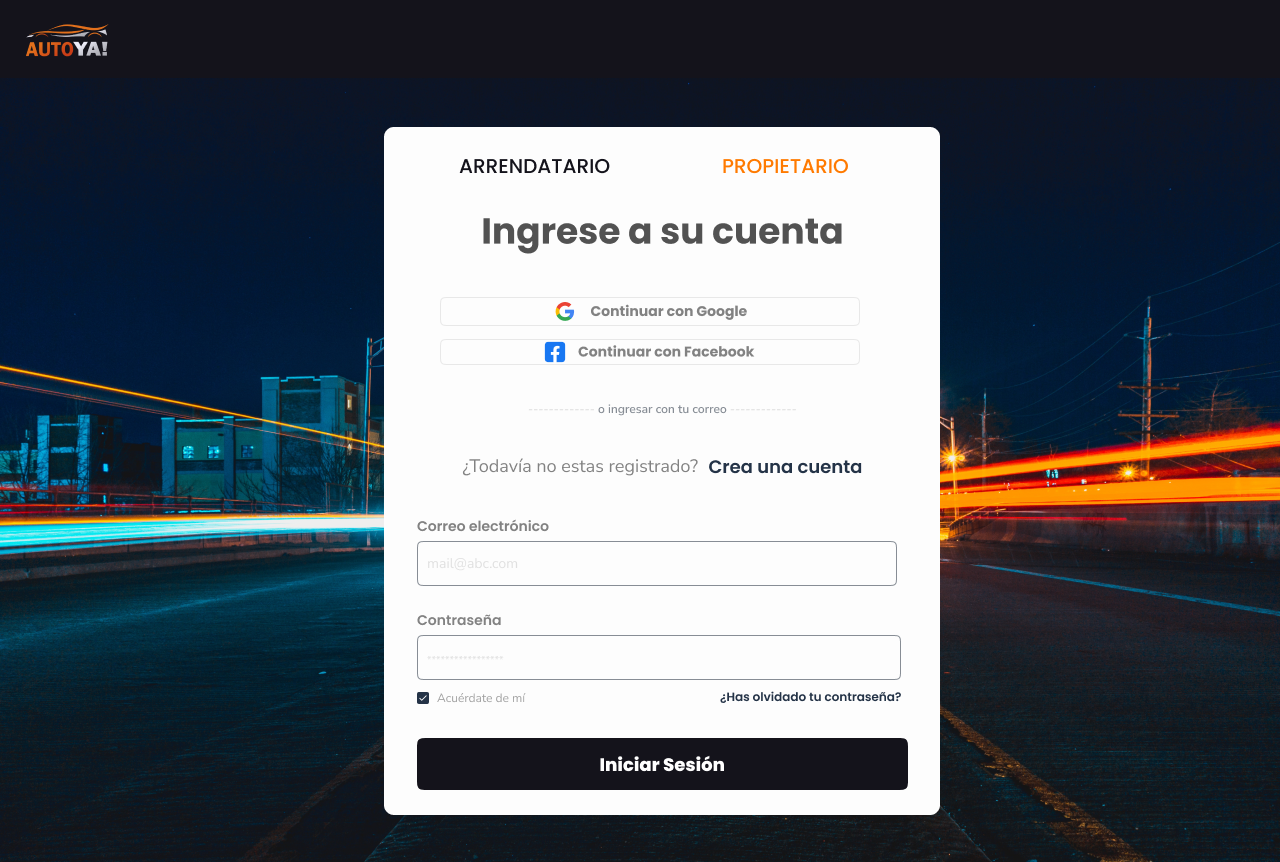 AUTOYA!
ARRENDATARIO PROPIETARIO
Ingrese a su cuenta
Continuar con Google
Continuar con Facebook
------------- o ingresar con tu correo -------------
¿Todavía no estas registrado? Crea una cuenta
Correo electrónico
mail@abc.com
Contraseña
•••••••••••••••••
Acuérdate de mí ¿Has olvidado tu contraseña?
Iniciar Sesión